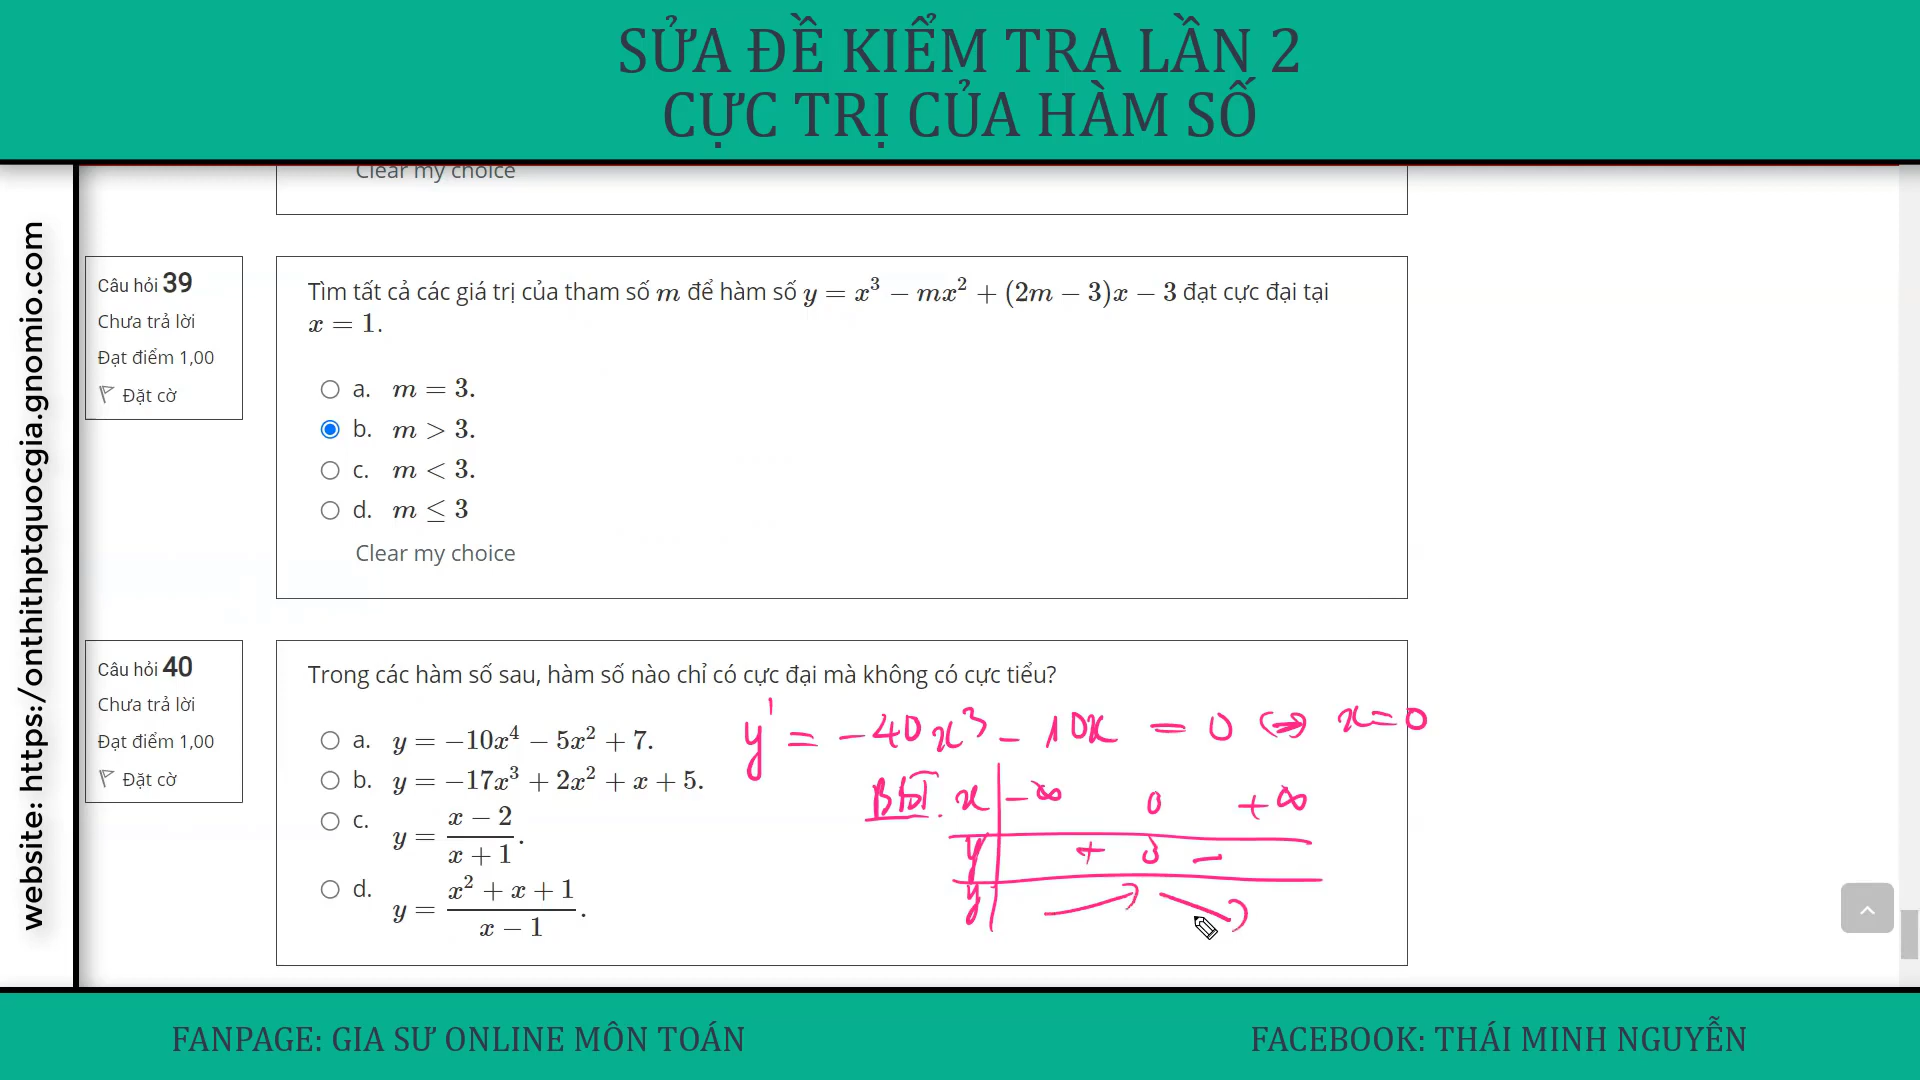 SỬA ĐỀ KIỂM TRA LẦN 2
CỰC TRỊ CỦA HÀM SỐ
website: https:/onthithptquocgia.gnomio.com
Clear my choice
Câu hỏi 39
Chưa trả lời
Đạt điểm 1,00
Đặt cờ
Tìm tất cả các giá trị của tham số m để hàm số y = x³ − mx² + (2m − 3)x − 3 đạt cực đại tại
x = 1.
a. m = 3.
b. m > 3.
c. m < 3.
d. m ≤ 3
Clear my choice
Câu hỏi 40
Chưa trả lời
Đạt điểm 1,00
Đặt cờ
Trong các hàm số sau, hàm số nào chỉ có cực đại mà không có cực tiểu?
a. y = −10x⁴ − 5x² + 7.
b. y = −17x³ + 2x² + x + 5.
c. y = (x − 2)/(x + 1).
d. y = (x² + x + 1)/(x − 1).
y' = −40x³ − 10x = 0 ⇔ x = 0
BBT. x −∞ 0 +∞
y' + 0 −
y
FANPAGE: GIA SƯ ONLINE MÔN TOÁN
FACEBOOK: THÁI MINH NGUYỄN